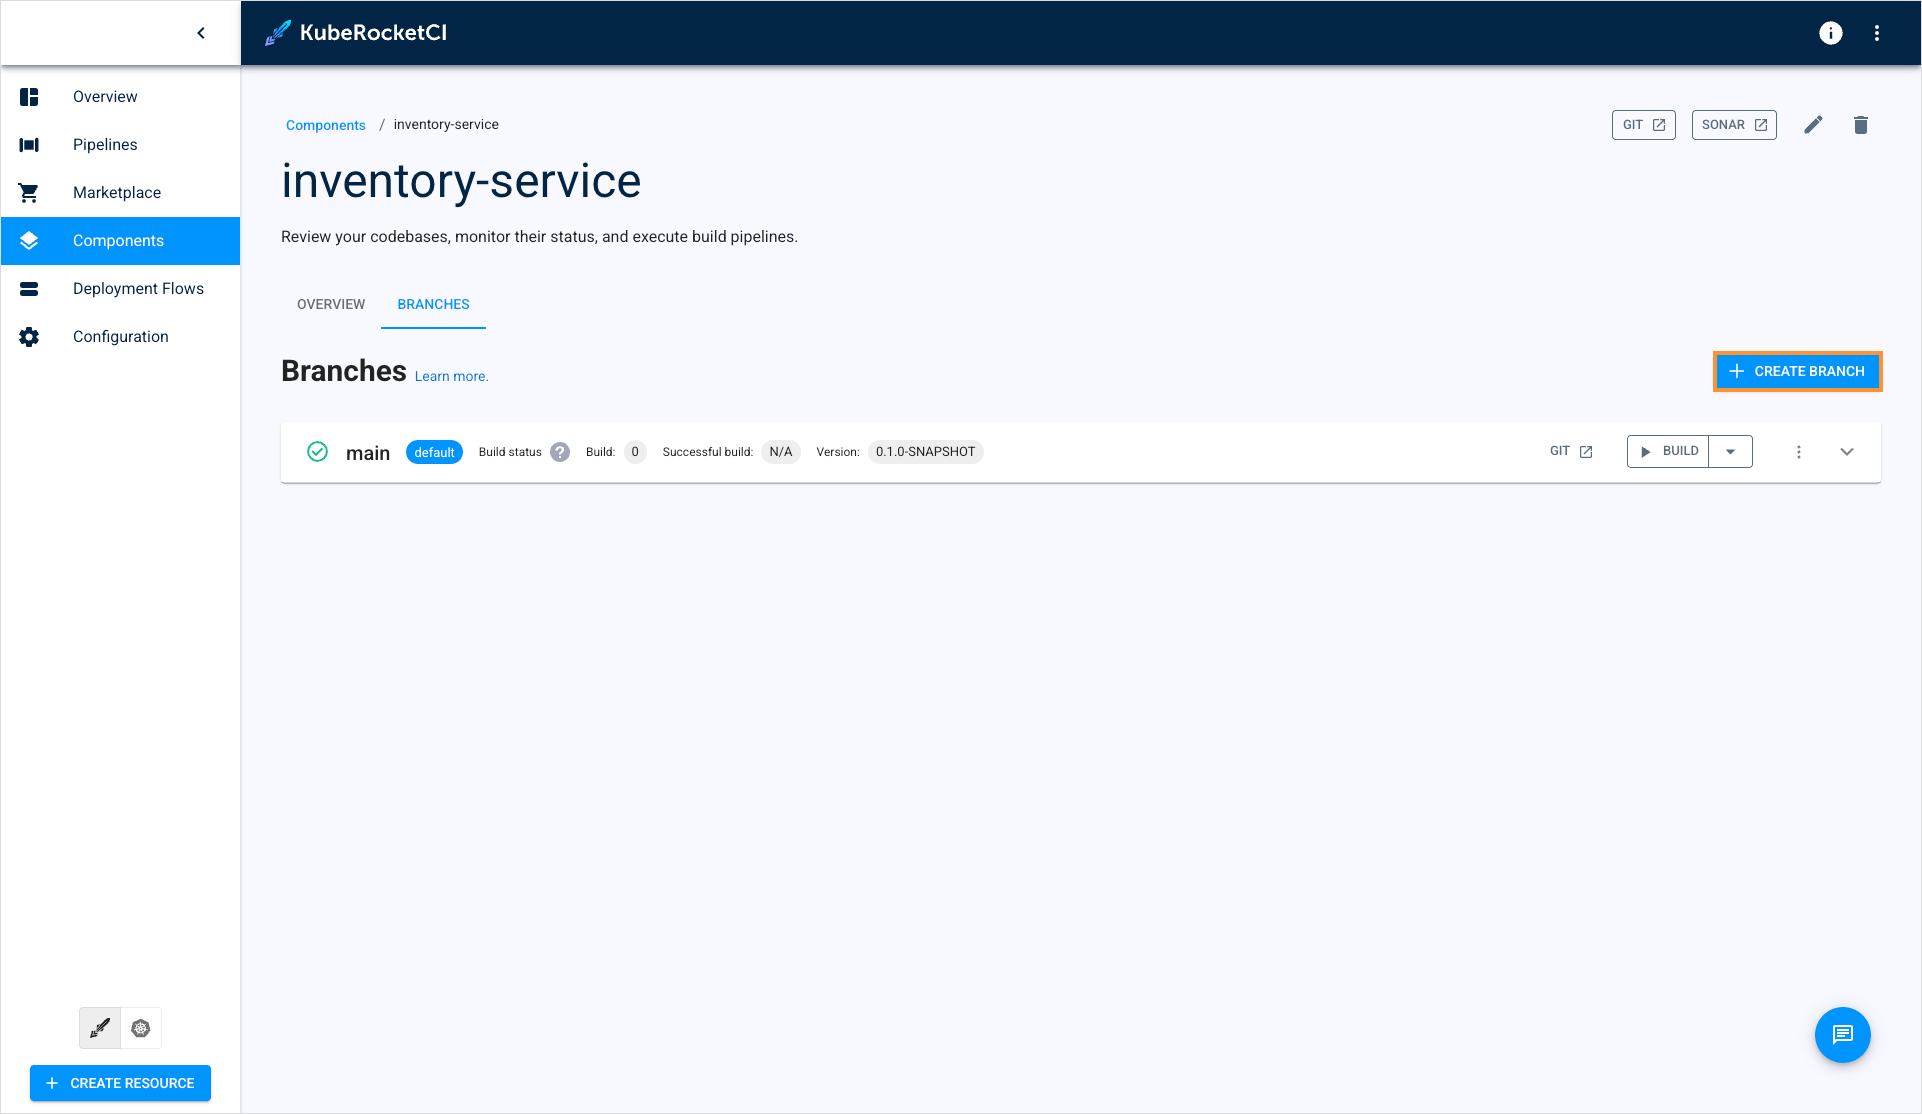 KubeRocketCI
Overview
Pipelines
Marketplace
Components
Deployment Flows
Configuration
CREATE RESOURCE
Components / inventory-service
GIT
SONAR
inventory-service
Review your codebases, monitor their status, and execute build pipelines.
OVERVIEW BRANCHES
Branches Learn more.
CREATE BRANCH
main default Build status ? Build: 0 Successful build: N/A Version: 0.1.0-SNAPSHOT GIT BUILD